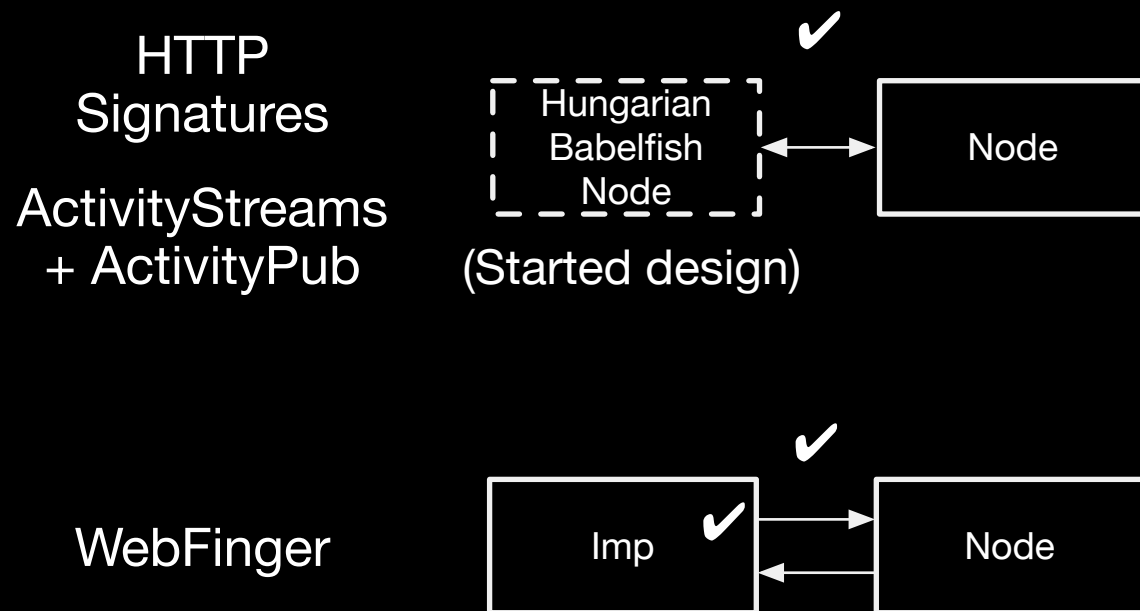 HTTP
Signatures
ActivityStreams
+ ActivityPub
Hungarian
Babelfish
Node
(Started design)
Node
✔
WebFinger
Imp
✔
✔
Node